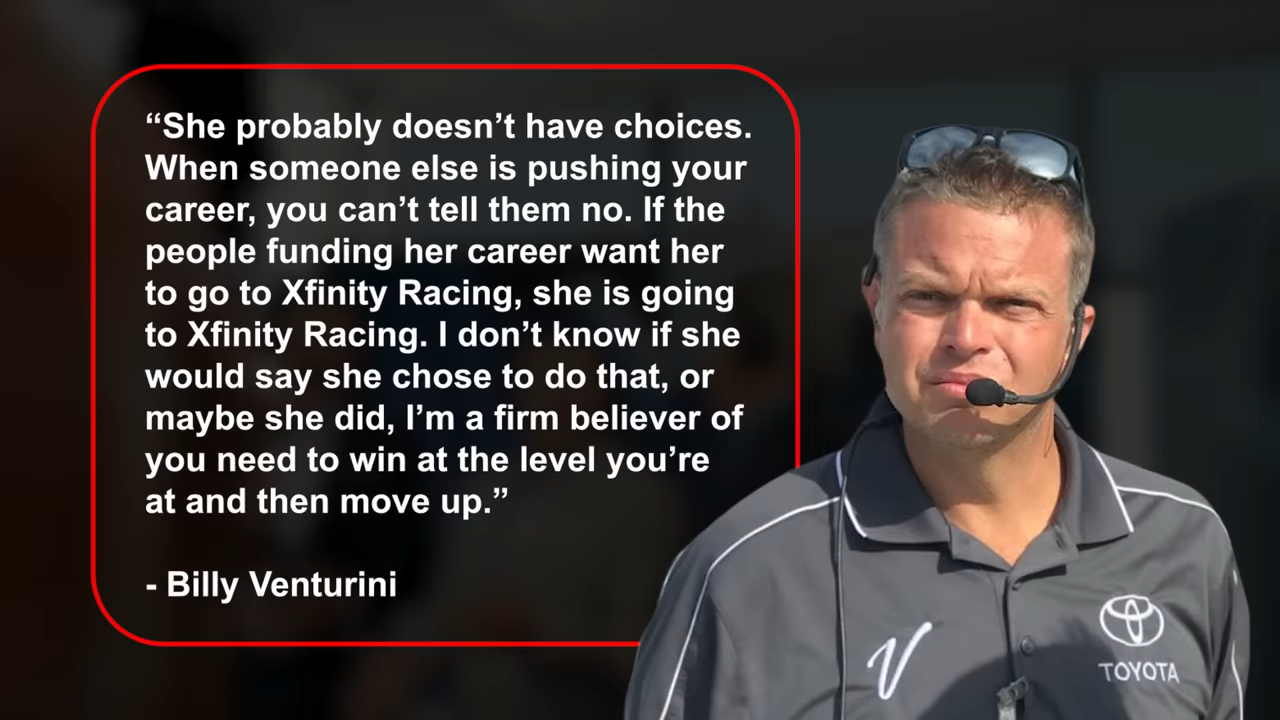 “She probably doesn’t have choices.
When someone else is pushing your
career, you can’t tell them no. If the
people funding her career want her
to go to Xfinity Racing, she is going
to Xfinity Racing. I don’t know if she
would say she chose to do that, or
maybe she did, I’m a firm believer of
you need to win at the level you’re
at and then move up.”
- Billy Venturini
V
TOYOTA